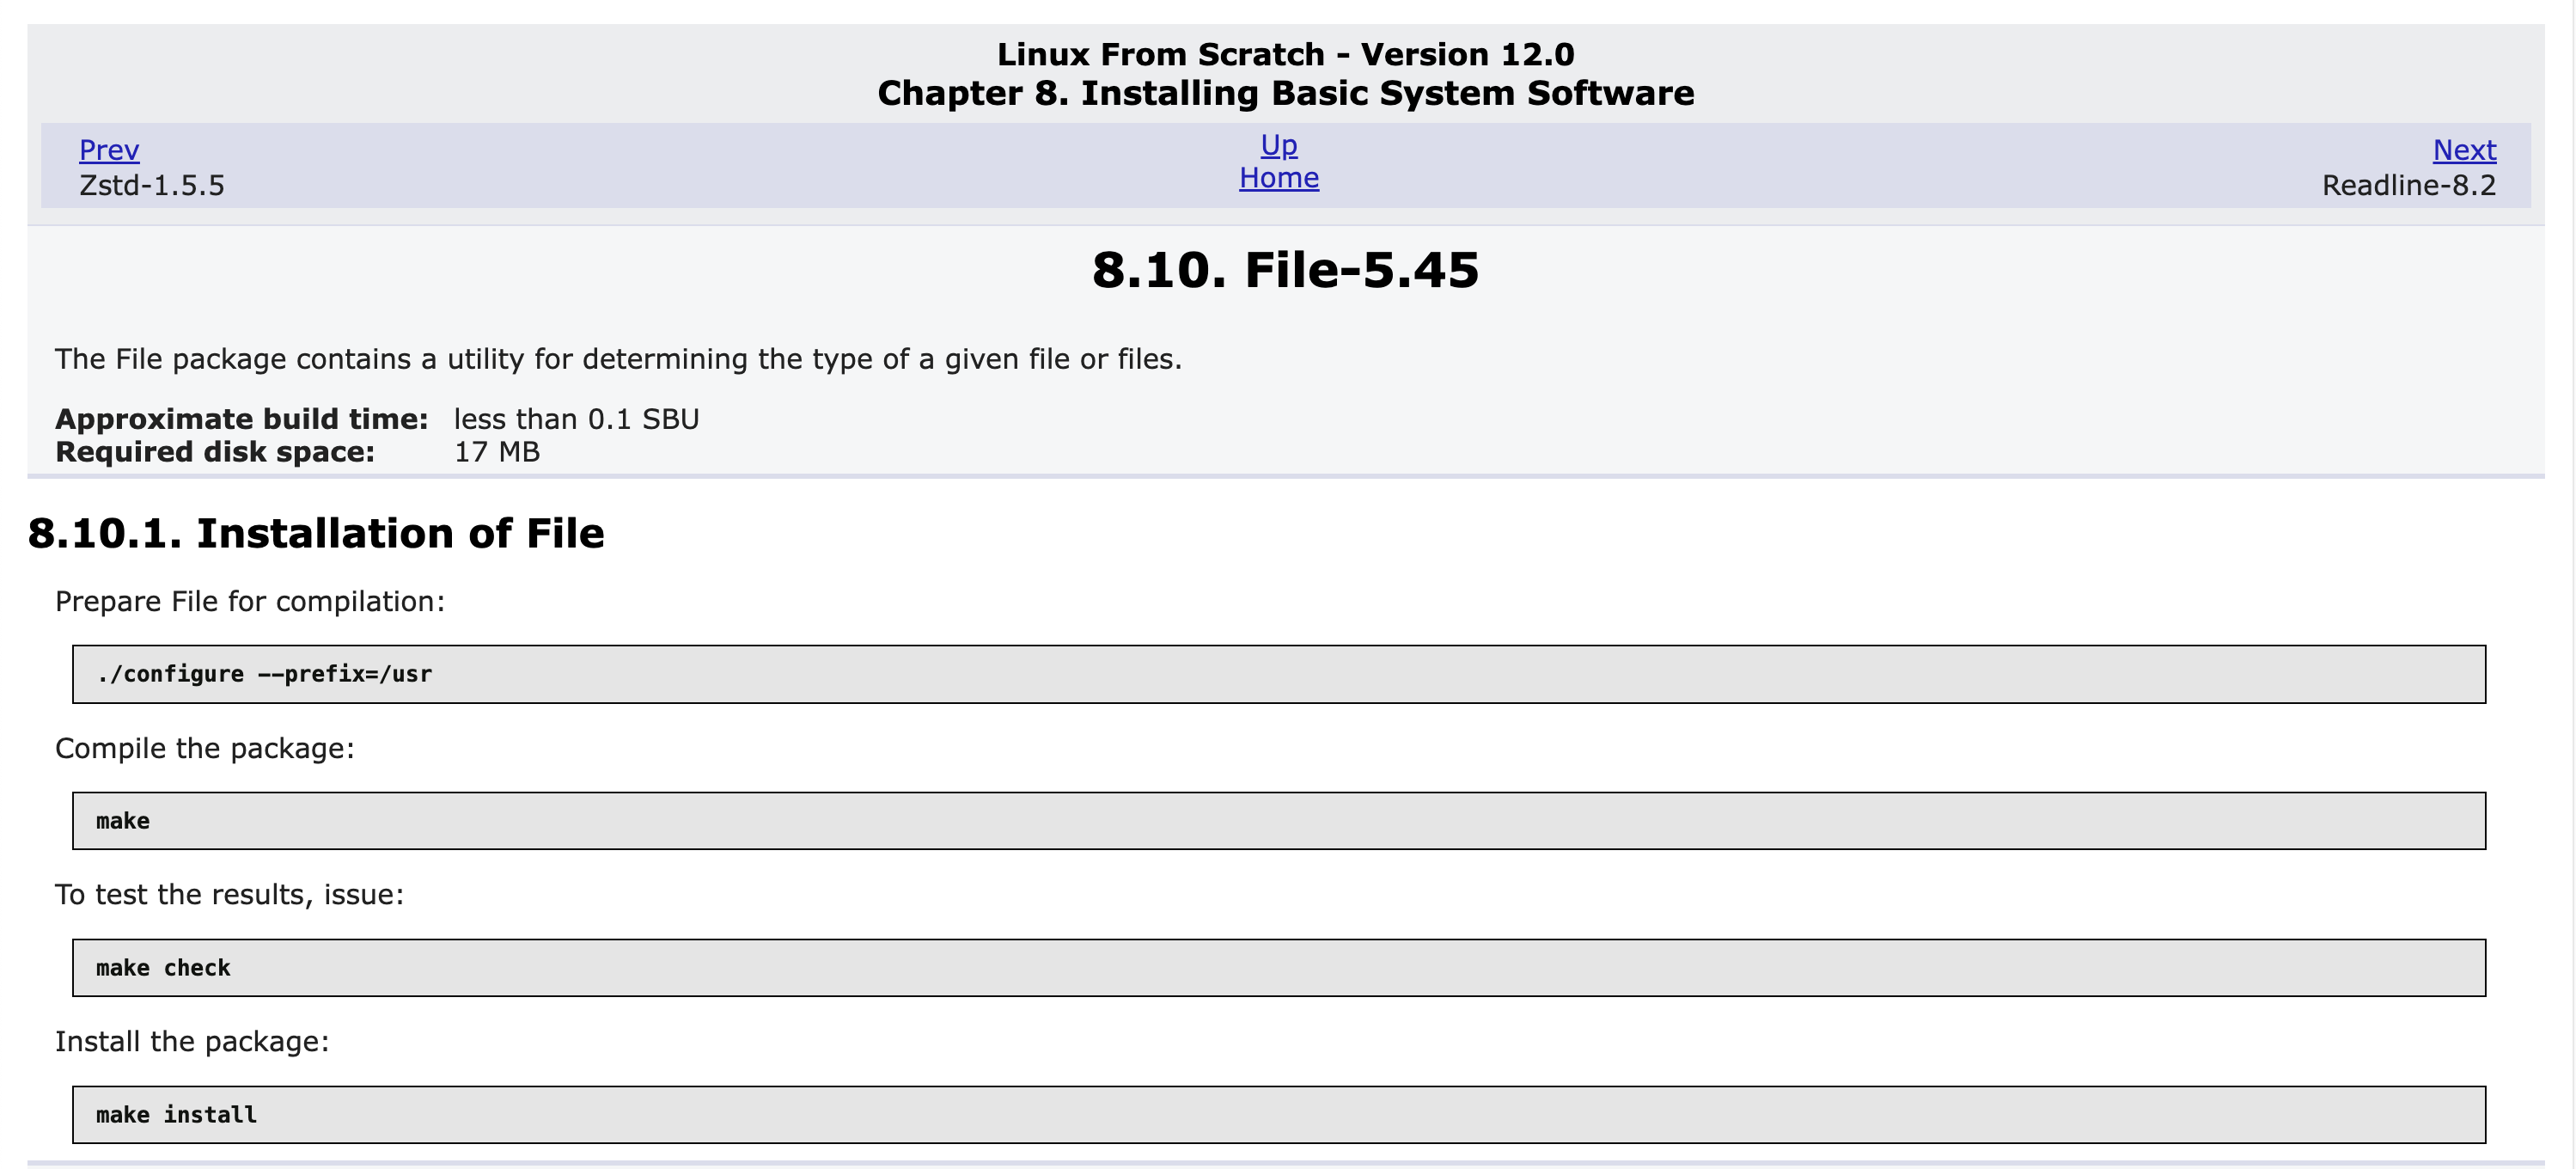 Linux From Scratch - Version 12.0
Chapter 8. Installing Basic System Software
Prev
Up
Next
Zstd-1.5.5
Home
Readline-8.2
8.10. File-5.45
The File package contains a utility for determining the type of a given file or files.
Approximate build time: less than 0.1 SBU
Required disk space: 17 MB
8.10.1. Installation of File
Prepare File for compilation:
./configure --prefix=/usr
Compile the package:
make
To test the results, issue:
make check
Install the package:
make install